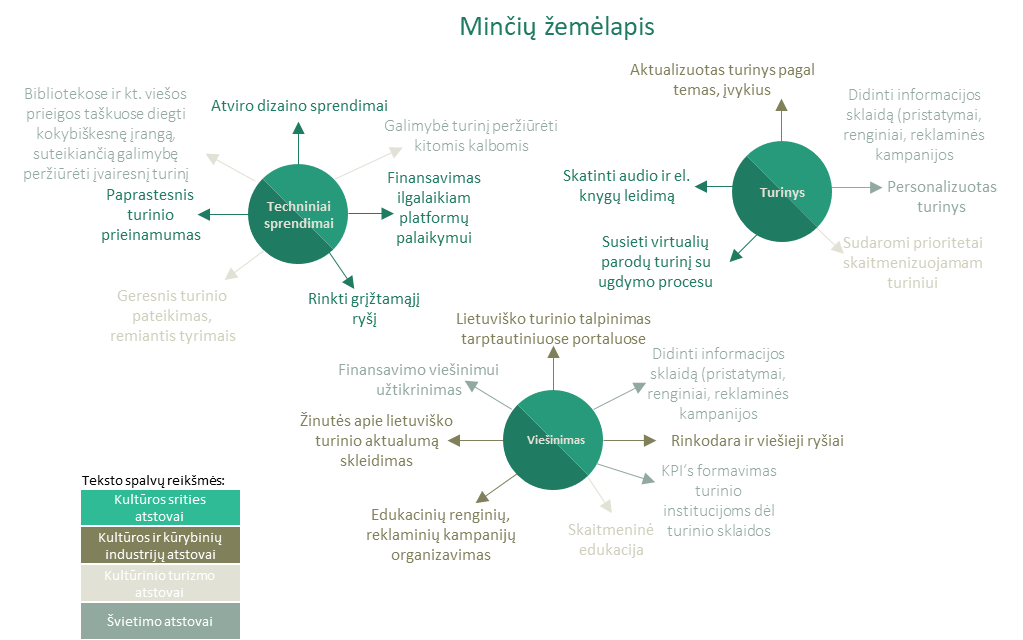 Minčių žemėlapis
Bibliotekose ir kt. viešos
prieigos taškuose diegti
kokybiškesnę įrangą,
suteikiančią galimybę
peržiūrėti įvairesnį turinį
Atviro dizaino sprendimai
Galimybė turinį peržiūrėti
kitomis kalbomis
Paprastesnis
turinio
prieinamumas
Techniniai
sprendimai
Finansavimas
ilgalaikiam
platformų
palaikymui
Geresnis turinio
pateikimas,
remiantis tyrimais
Rinkti grįžtamąjį
ryšį
Aktualizuotas turinys pagal
temas, įvykius
Didinti informacijos
sklaidą (pristatymai,
renginiai, reklaminės
kampanijos
Skatinti audio ir el.
knygų leidimą
Turinys
Personalizuotas
turinys
Susieti virtualių
parodų turinį su
ugdymo procesu
Sudaromi prioritetai
skaitmenizuojamam
turiniui
Lietuviško turinio talpinimas
tarptautiniuose portaluose
Finansavimo viešinimui
užtikrinimas
Didinti informacijos
sklaidą (pristatymai,
renginiai, reklaminės
kampanijos
Žinutės apie lietuviško
turinio aktualumą
skleidimas
Viešinimas
Rinkodara ir viešieji ryšiai
KPI's formavimas
turinio
institucijoms dėl
turinio sklaidos
Edukacinių renginių,
reklaminių kampanijų
organizavimas
Skaitmeninė
edukacija
Teksto spalvų reikšmės:
Kultūros srities
atstovai
Kultūros ir kūrybinių
industrijų atstovai
Kultūrinio turizmo
atstovai
Švietimo atstovai